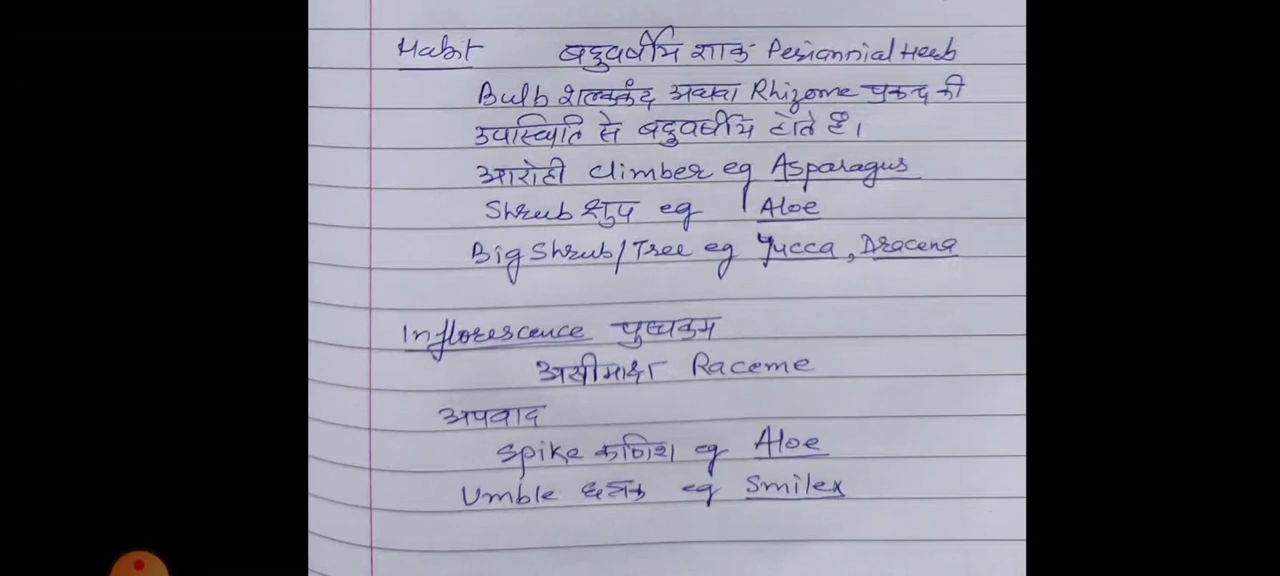 Habit बहुवर्षीय शाक Periannial Herb
Bulb शल्ककंद अथवा Rhizome प्रकन्द की
उपस्थिति से बहुवर्षीय होते है।
आरोही climber eg Asparagus
Shrub क्षुप eg Aloe
Big Shrub/Tree eg Yucca, Dracena
Inflorescence पुष्पक्रम
असीमाक्ष Raceme
अपवाद
Spike कणिश eg Aloe
Umble छत्रक eg Smilex